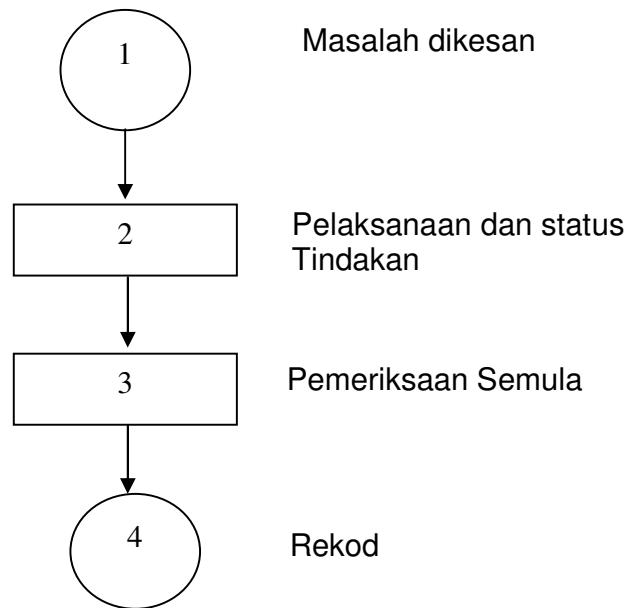 1 Masalah dikesan
2 Pelaksanaan dan status
Tindakan
3 Pemeriksaan Semula
4 Rekod